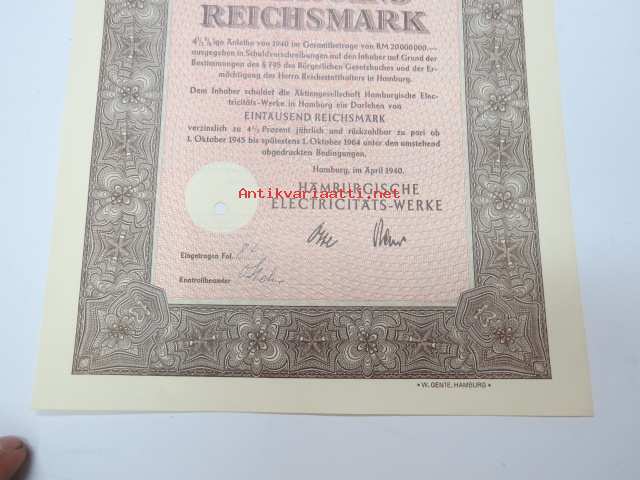 REICHSMARK
4½%ige Anleihe von 1940 im Gesamtbetrage von RM 20000000.—
ausgegeben in Schuldverschreibungen auf den Inhaber auf Grund der
Bestimmungen des § 795 des Bürgerlichen Gesetzbuches und der Er-
mächtigung des Herrn Reichsstatthalters in Hamburg.
Dem Inhaber schuldet die Aktiengesellschaft Hamburgische Elec-
tricitäts-Werke in Hamburg ein Darlehen von
EINTAUSEND REICHSMARK
verzinslich zu 4½ Prozent jährlich und rückzahlbar zu pari ab
1. Oktober 1945 bis spätestens 1. Oktober 1964 unter den umstehend
abgedruckten Bedingungen.
Hamburg, im April 1940.
Antikvariaatti.net
HAMBURGISCHE
ELECTRICITÄTS-WERKE
Eingetragen Fol.
Kontrollbeamter
• W. GENTE, HAMBURG •